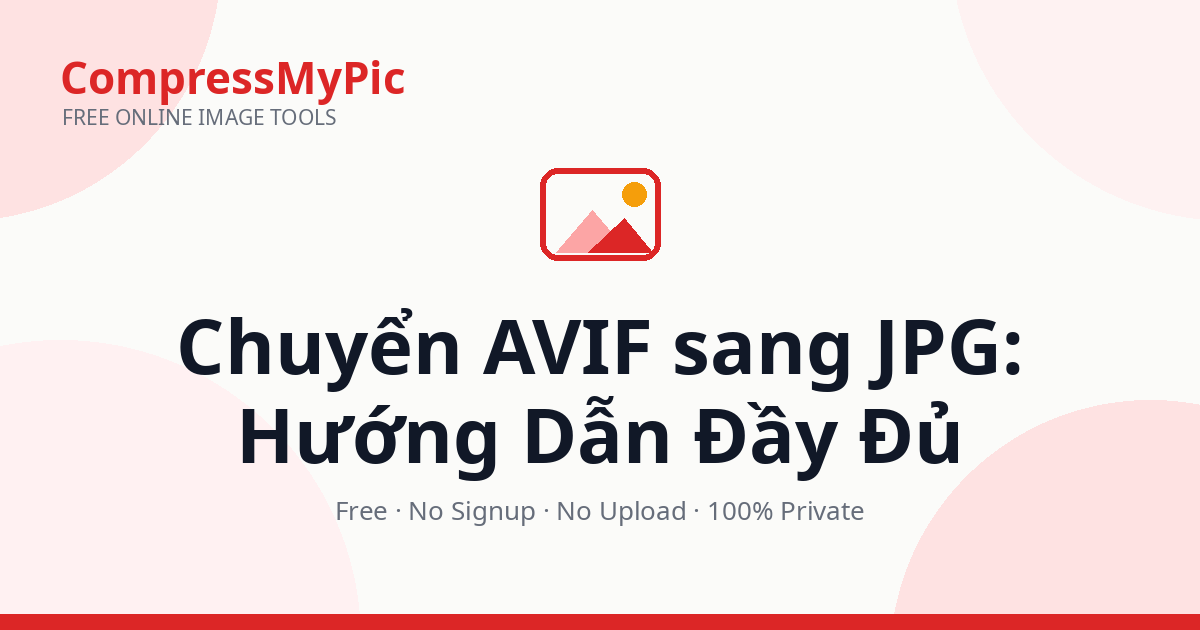 CompressMyPic
FREE ONLINE IMAGE TOOLS
Chuyển AVIF sang JPG:
Hướng Dẫn Đầy Đủ
Free · No Signup · No Upload · 100% Private